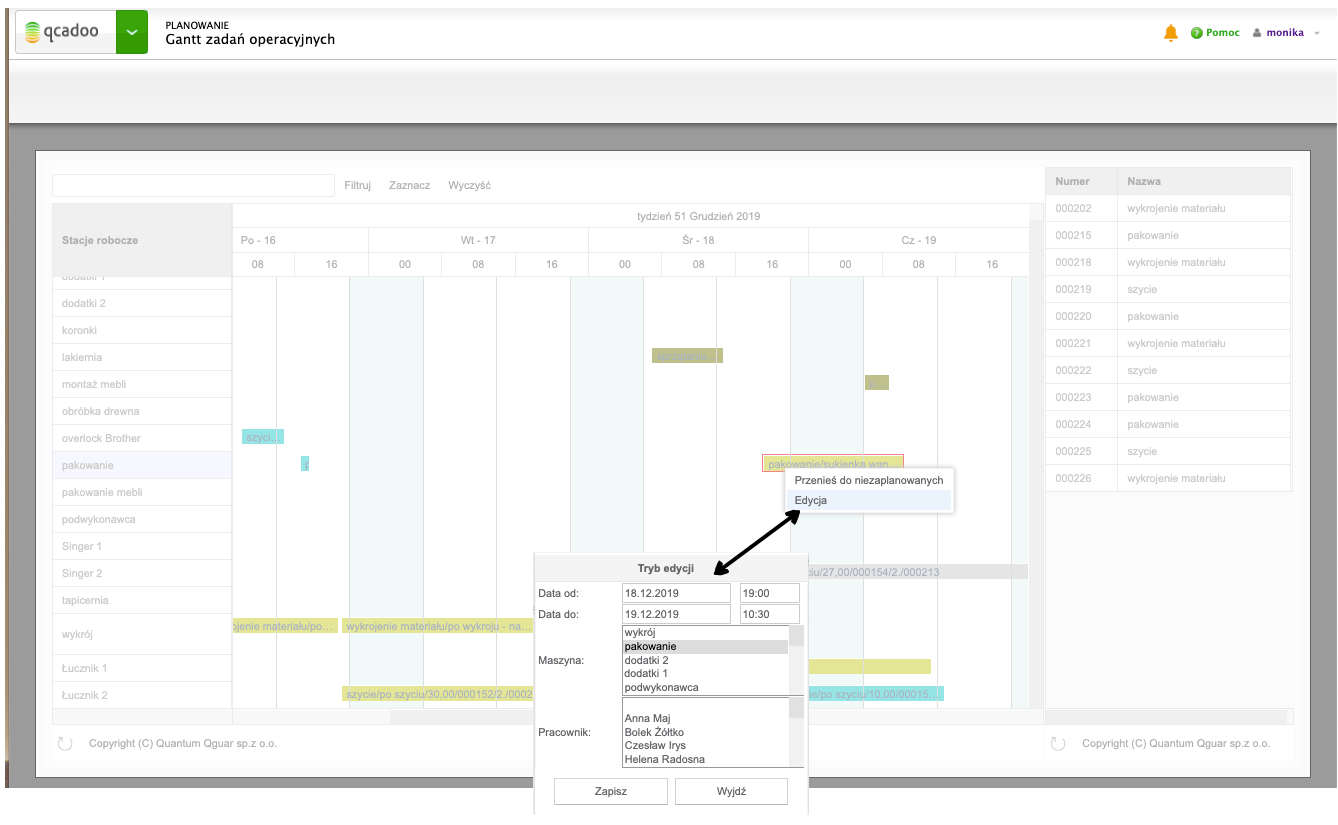 qcadoo
PLANOWANIE
Gantt zadań operacyjnych
Pomoc
monika
Filtruj Zaznacz Wyczyść
Stacje robocze
tydzień 51 Grudzień 2019
Po - 16 Wt - 17 Śr - 18 Cz - 19
08 16 00 08 16 00 08 16 00 08 16
dodatki 1
dodatki 2
koronki
lakiernia
montaż mebli
obróbka drewna
overlock Brother
szyci...
pakowanie
pakowanie/sukienka wan...
pakowanie mebli
podwykonawca
Singer 1
Singer 2
iu/27,00/000154/2./000213
tapicernia
wykrój
ojenie materiału/po...
wykrojenie materiału/po wykroju - na...
Łucznik 1
Łucznik 2
szycie/po szyciu/30,00/000152/2./0002
ie/po szyciu/10,00/00015...
Przenieś do niezaplanowanych
Edycja
Tryb edycji
Data od: 18.12.2019 19:00
Data do: 19.12.2019 10:30
Maszyna:
wykrój
pakowanie
dodatki 2
dodatki 1
podwykonawca
Pracownik:
Anna Maj
Bolek Żółtko
Czesław Irys
Helena Radosna
Zapisz Wyjdź
Numer Nazwa
000202 wykrojenie materiału
000215 pakowanie
000218 wykrojenie materiału
000219 szycie
000220 pakowanie
000221 wykrojenie materiału
000222 szycie
000223 pakowanie
000224 pakowanie
000225 szycie
000226 wykrojenie materiału
Copyright (C) Quantum Qguar sp.z o.o.
Copyright (C) Quantum Qguar sp.z o.o.